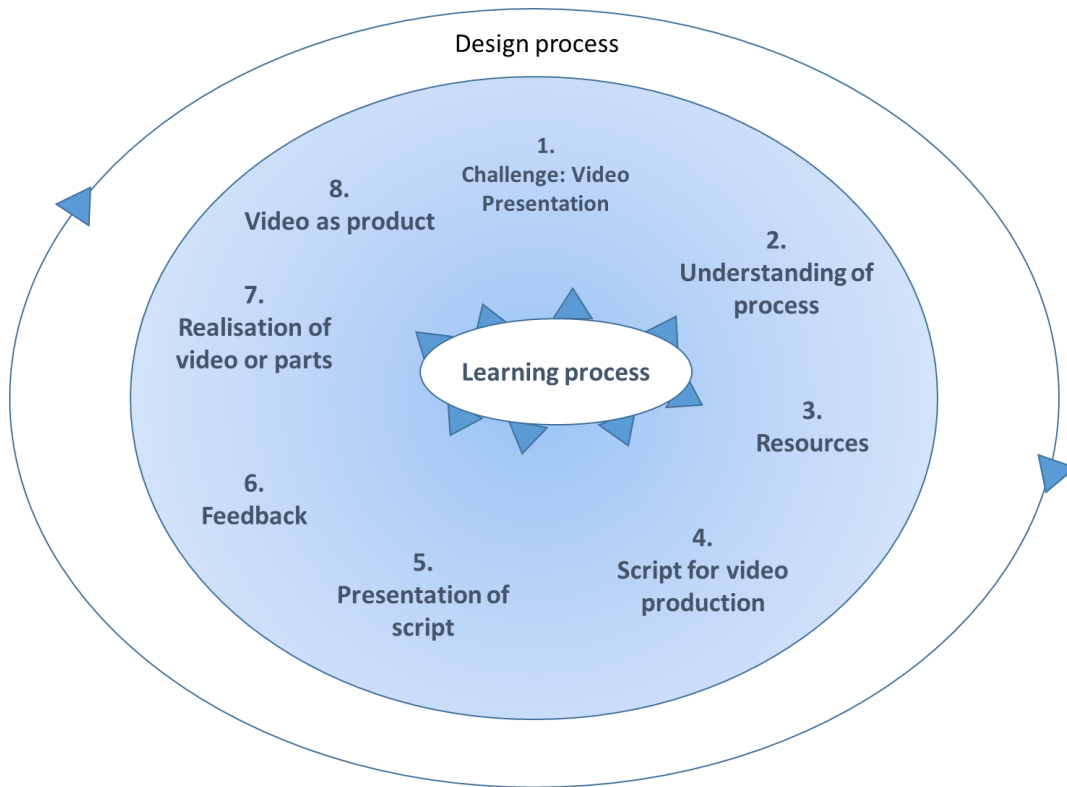 Design process
1.
Challenge: Video
Presentation
2.
Understanding of
process
3.
Resources
4.
Script for video
production
5.
Presentation of
script
6.
Feedback
7.
Realisation of
video or parts
8.
Video as product
Learning process